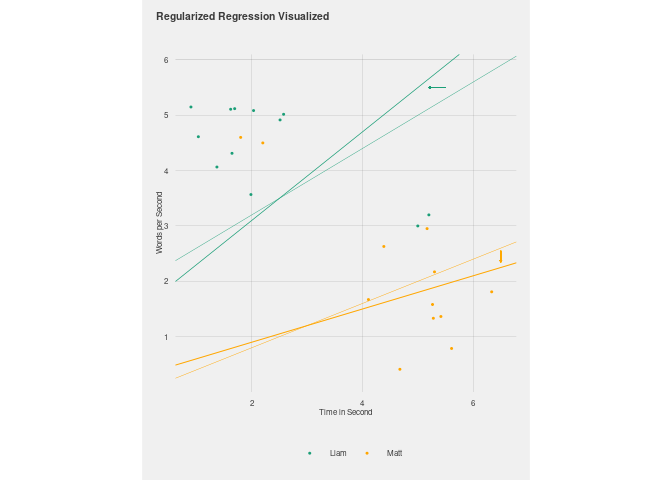 Regularized Regression Visualized
6
5
4
3
2
1
Words per Second
2 4 6
Time in Second
Liam Matt